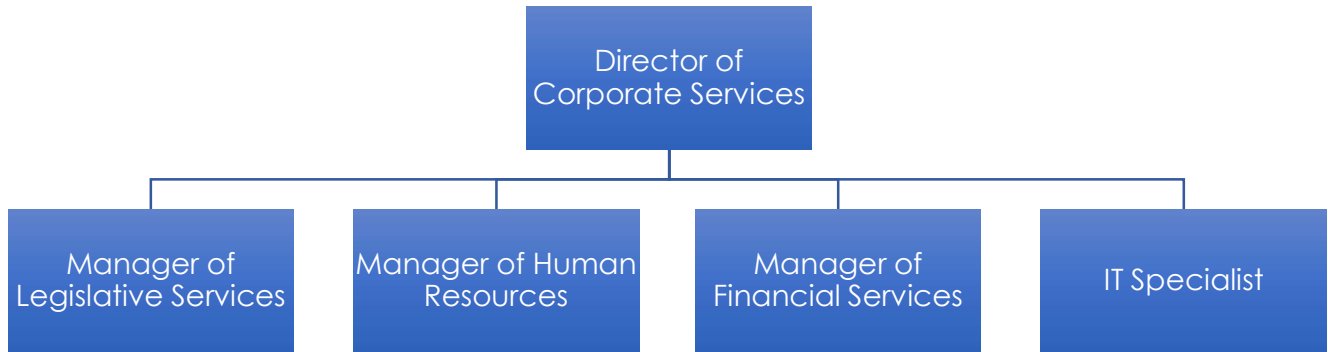 Director of
Corporate Services
Manager of
Legislative Services
Manager of Human
Resources
Manager of
Financial Services
IT Specialist